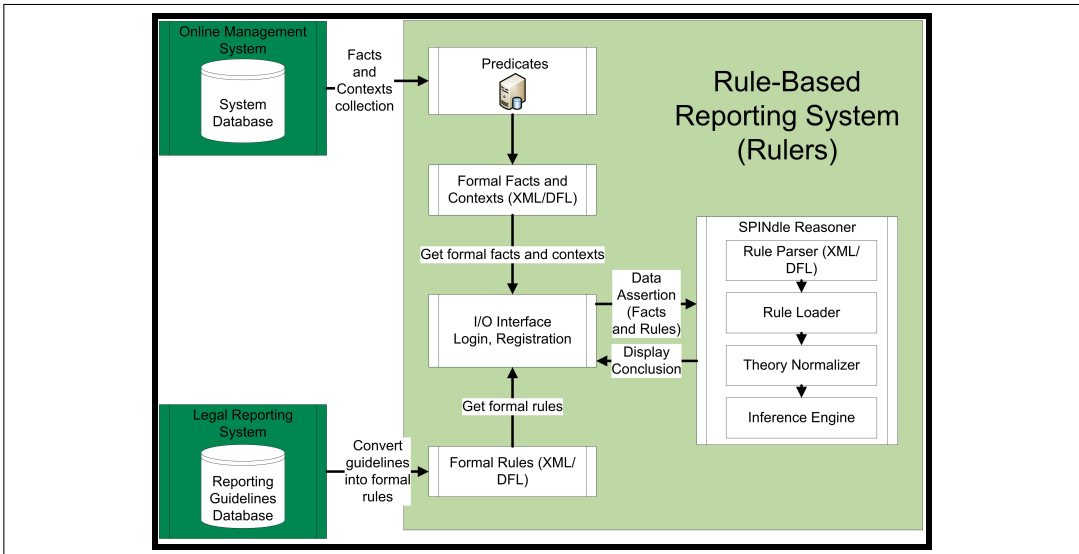 Online Management
System
System
Database
Facts
and
Contexts
collection
Predicates
Rule-Based
Reporting System
(Rulers)
Formal Facts and
Contexts (XML/DFL)
Get formal facts and contexts
I/O Interface
Login, Registration
Data
Assertion
(Facts
and Rules)
Display
Conclusion
SPINdle Reasoner
Rule Parser (XML/
DFL)
Rule Loader
Theory Normalizer
Inference Engine
Get formal rules
Legal Reporting
System
Reporting
Guidelines
Database
Convert
guidelines
into formal
rules
Formal Rules (XML/
DFL)